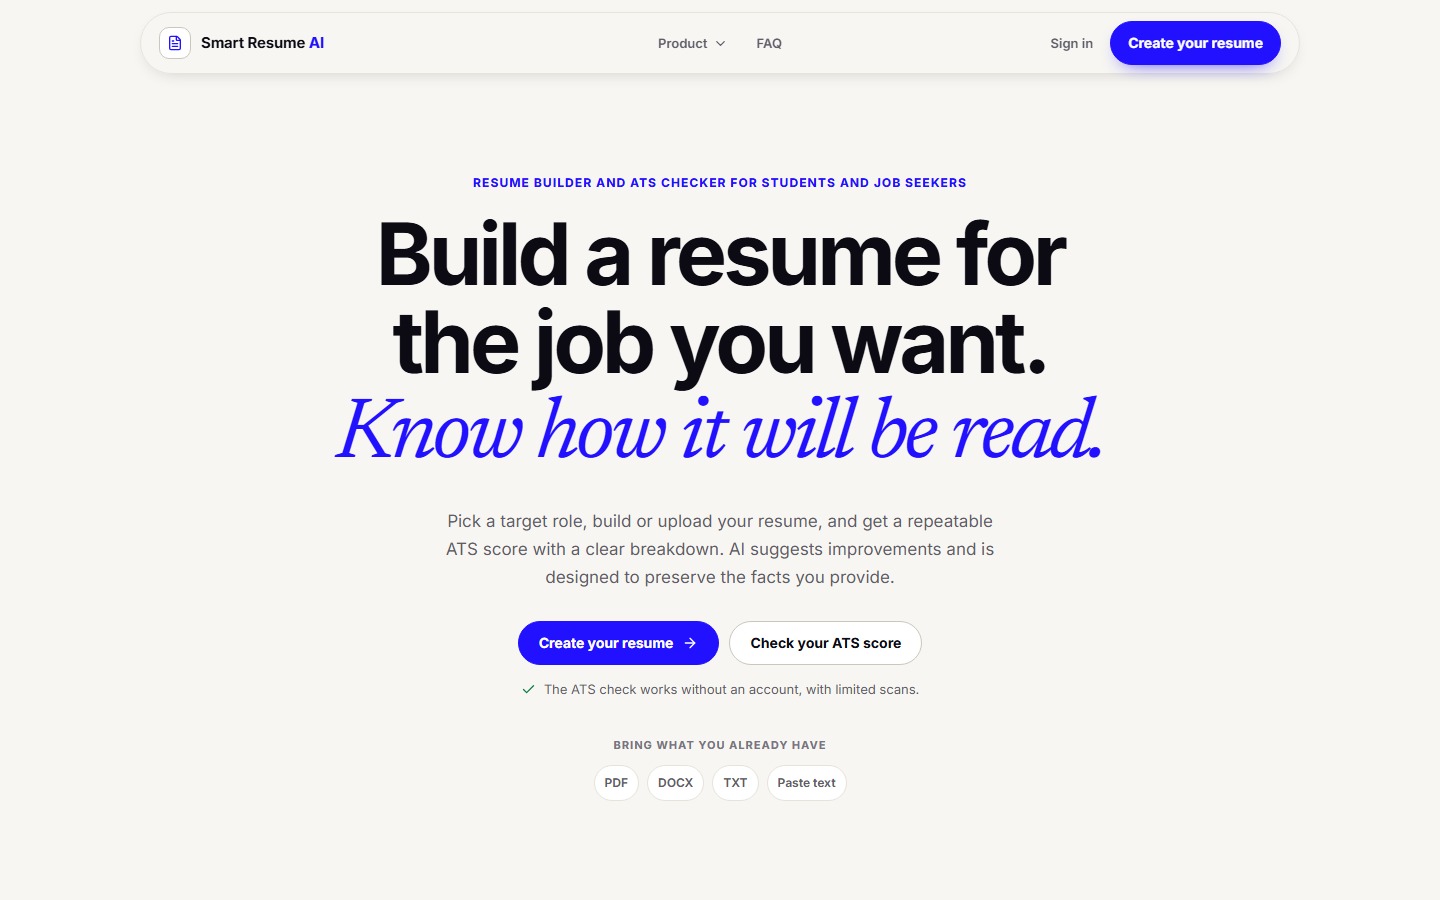 Smart Resume AI
Product
FAQ
Sign in
Create your resume
RESUME BUILDER AND ATS CHECKER FOR STUDENTS AND JOB SEEKERS
Build a resume for
the job you want.
Know how it will be read.
Pick a target role, build or upload your resume, and get a repeatable
ATS score with a clear breakdown. AI suggests improvements and is
designed to preserve the facts you provide.
Create your resume
Check your ATS score
The ATS check works without an account, with limited scans.
BRING WHAT YOU ALREADY HAVE
PDF
DOCX
TXT
Paste text